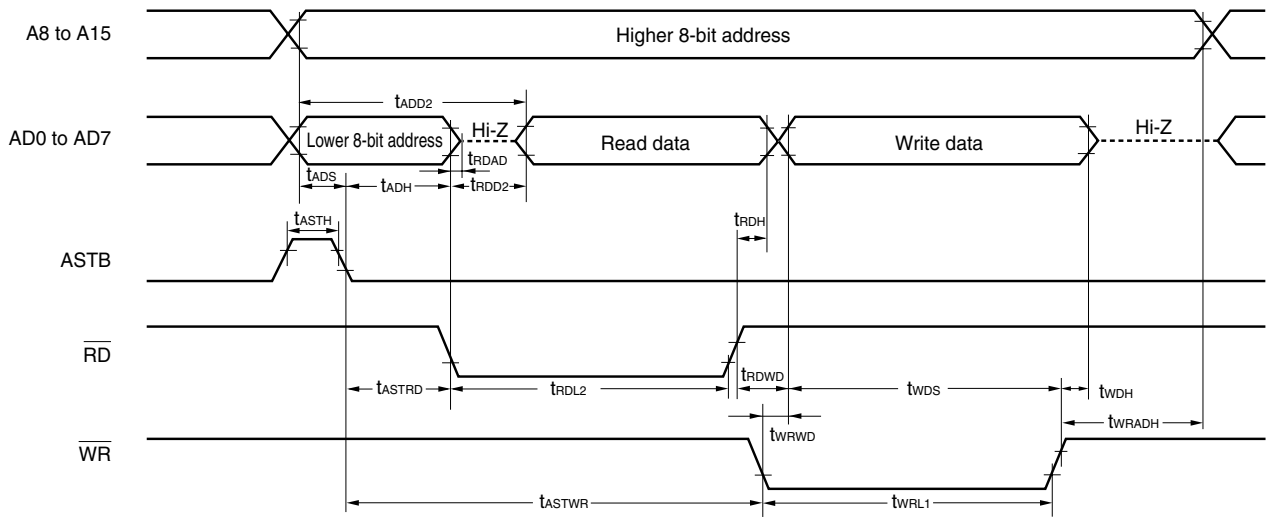 A8 to A15
Higher 8-bit address
tADD2
AD0 to AD7
Lower 8-bit address
Hi-Z
Read data
Write data
Hi-Z
tRDAD
tADS
tADH
tRDD2
tASTH
tRDH
ASTB
RD
tASTRD
tRDL2
tRDWD
tWDS
tWDH
tWRADH
tWRWD
WR
tASTWR
tWRL1